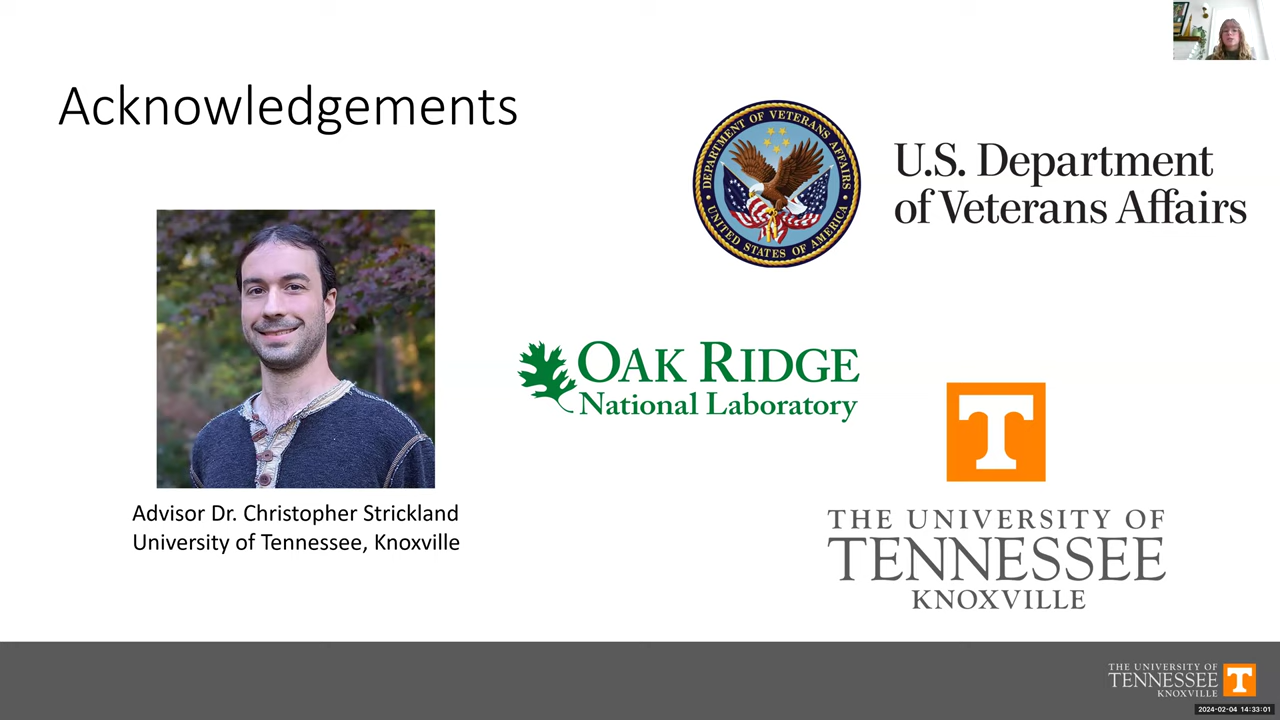 Acknowledgements
DEPARTMENT OF VETERANS AFFAIRS
UNITED STATES OF AMERICA
U.S. Department
of Veterans Affairs
OAK RIDGE
National Laboratory
T
THE UNIVERSITY OF
TENNESSEE
KNOXVILLE
Advisor Dr. Christopher Strickland
University of Tennessee, Knoxville
THE UNIVERSITY OF
TENNESSEE
KNOXVILLE
T
2024-02-04 14:33:01